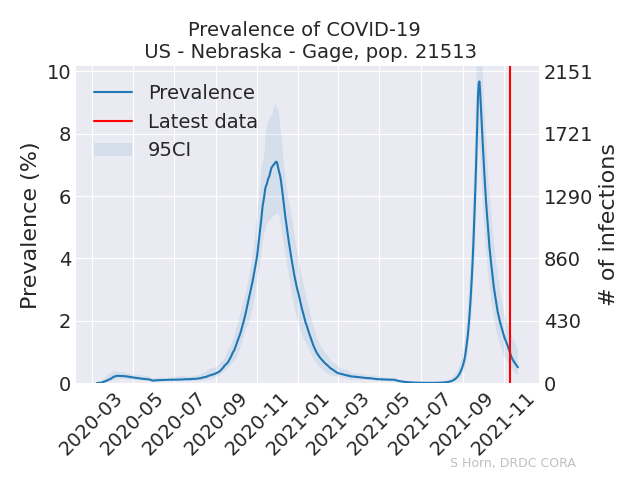 Prevalence of COVID-19
US - Nebraska - Gage, pop. 21513
Prevalence
Latest data
95CI
Prevalence (%)
10
8
6
4
2
0
# of infections
2151
1721
1290
860
430
0
2020-03
2020-05
2020-07
2020-09
2020-11
2021-01
2021-03
2021-05
2021-07
2021-09
2021-11
S Horn, DRDC CORA